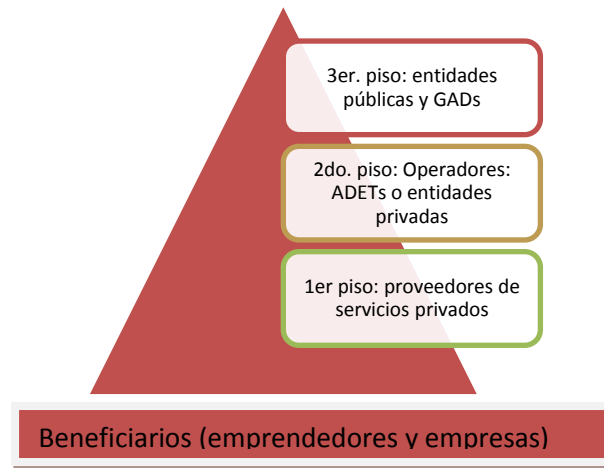 3er. piso: entidades
públicas y GADs
2do. piso: Operadores:
ADETs o entidades
privadas
1er piso: proveedores de
servicios privados
Beneficiarios (emprendedores y empresas)